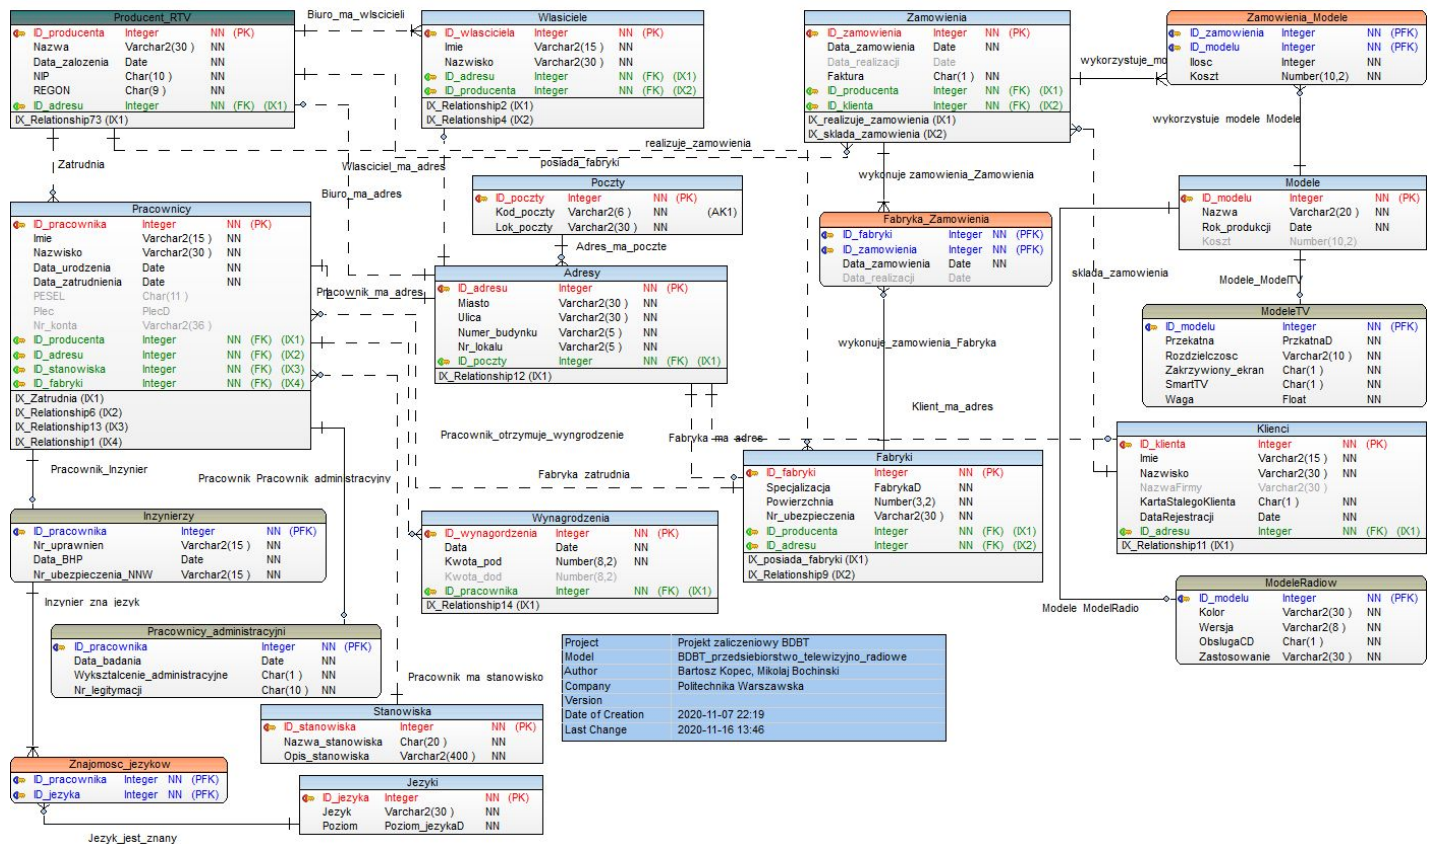 Producent_RTV
ID_producenta Integer NN (PK)
Nazwa Varchar2(30 ) NN
Data_zalozenia Date NN
NIP Char(10 ) NN
REGON Char(9 ) NN
ID_adresu Integer NN (FK) (IX1)
IX_Relationship73 (IX1)
Biuro_ma_wlscicieli
Wlasiciele
ID_wlasciciela Integer NN (PK)
Imie Varchar2(15 ) NN
Nazwisko Varchar2(30 ) NN
ID_adresu Integer NN (FK) (IX1)
ID_producenta Integer NN (FK) (IX2)
IX_Relationship2 (IX1)
Relationship4 (IX2)
Zamowienia
ID_zamowienia Integer NN (PK)
Data_zamowienia Date NN
Data_realizacji Date
Faktura Char(1 ) NN
ID_producenta Integer NN (FK) (IX1)
ID_klienta Integer NN (FK) (IX2)
IX_realizuje_zamowienia (IX1)
IX_sklada_zamowienia (IX2)
wykorzystuje_mo
Zamowienia_Modele
ID_zamowienia Integer NN (PFK)
ID_modelu Integer NN (PFK)
Ilosc Integer NN
Koszt Number(10,2) NN
wykorzystuje modele Modele
Zatrudnia
Wlasciciel_ma_adres
Biuro_ma_adres
realizuje_zamowienia
posiada_fabryki
wykonuje zamowienia_Zamowienia
Poczty
ID_poczty Integer NN (PK)
Kod_poczty Varchar2(6 ) NN (AK1)
Lok_poczty Varchar2(30 ) NN
Adres_ma_poczte
Modele
ID_modelu Integer NN (PK)
Nazwa Varchar2(20 ) NN
Rok_produkcji Date NN
Koszt Number(10,2)
Pracownicy
ID_pracownika Integer NN (PK)
Imie Varchar2(15 ) NN
Nazwisko Varchar2(30 ) NN
Data_urodzenia Date NN
Data_zatrudnienia Date NN
PESEL Char(11 )
Plec PlecD
Nr_konta Varchar2(36 )
ID_producenta Integer NN (FK) (IX1)
ID_adresu Integer NN (FK) (IX2)
ID_stanowiska Integer NN (FK) (IX3)
ID_fabryki Integer NN (FK) (IX4)
IX_Zatrudnia (IX1)
IX_Relationship6 (IX2)
IX_Relationship13 (IX3)
IX_Relationship1 (IX4)
Pracownik_ma_adres
Fabryka_Zamowienia
ID_fabryki Integer NN (PFK)
ID_zamowienia Integer NN (PFK)
Data_zamowienia Date NN
Data_realizacji Date
sklada_zamowienia
Modele_ModelTV
Adresy
ID_adresu Integer NN (PK)
Miasto Varchar2(30 ) NN
Ulica Varchar2(30 ) NN
Numer_budynku Varchar2(5 ) NN
Nr_lokalu Varchar2(5 ) NN
ID_poczty Integer NN (FK) (IX1)
IX_Relationship12 (IX1)
wykonuje_zamowienia_Fabryka
ModeleTV
ID_modelu Integer NN (PFK)
Przekatna PrzkatnaD NN
Rozdzielczosc Varchar2(10 ) NN
Zakrzywiony_ekran Char(1 ) NN
SmartTV Char(1 ) NN
Waga Float NN
Klient_ma_adres
Pracownik_otrzymuje_wyngrodzenie
Fabryka_ma_adres
Fabryka zatrudnia
Pracownik_Inzynier
Pracownik Pracownik administracyjny
Klienci
ID_klienta Integer NN (PK)
Imie Varchar2(15 ) NN
Nazwisko Varchar2(30 ) NN
NazwaFirmy Varchar2(30 )
KartaStalegoKlienta Char(1 ) NN
DataRejestracji Date NN
ID_adresu Integer NN (FK) (IX1)
IX_Relationship11 (IX1)
Fabryki
ID_fabryki Integer NN (PK)
Specjalizacja FabrykaD NN
Powierzchnia Number(3,2) NN
Nr_ubezpieczenia Varchar2(30 ) NN
ID_producenta Integer NN (FK) (IX1)
ID_adresu Integer NN (FK) (IX2)
IX_posiada_fabryki (IX1)
IX_Relationship9 (IX2)
Inzynierzy
ID_pracownika Integer NN (PFK)
Nr_uprawnien Varchar2(15 ) NN
Data_BHP Date NN
Nr_ubezpieczenia_NNW Varchar2(15 ) NN
Wynagrodzenia
ID_wynagordzenia Integer NN (PK)
Data Date NN
Kwota_pod Number(8,2) NN
Kwota_dod Number(8,2)
ID_pracownika Integer NN (FK) (IX1)
IX_Relationship14 (IX1)
Inzynier zna jezyk
Modele ModelRadio
ModeleRadiow
ID_modelu Integer NN (PFK)
Kolor Varchar2(30 ) NN
Wersja Varchar2(8 ) NN
ObslugaCD Char(1 ) NN
Zastosowanie Varchar2(30 ) NN
Pracownicy_administracyjni
ID_pracownika Integer NN (PFK)
Data_badania Date NN
Wyksztalcenie_administracyjne Char(1 ) NN
Nr_legitymacji Char(10 ) NN
Pracownik ma stanowisko
Project Projekt zaliczeniowy BDBT
Model BDBT_przedsiebiorstwo_telewizyjno_radiowe
Author Bartosz Kopec, Mikolaj Bochinski
Company Politechnika Warszawska
Version
Date of Creation 2020-11-07 22:19
Last Change 2020-11-16 13:46
Stanowiska
ID_stanowiska Integer NN (PK)
Nazwa_stanowiska Char(20 ) NN
Opis_stanowiska Varchar2(400 ) NN
Znajomosc_jezykow
ID_pracownika Integer NN (PFK)
ID_jezyka Integer NN (PFK)
Jezyki
ID_jezyka Integer NN (PK)
Jezyk Varchar2(30 ) NN
Poziom Poziom_jezykaD NN
Jezyk_jest_znany